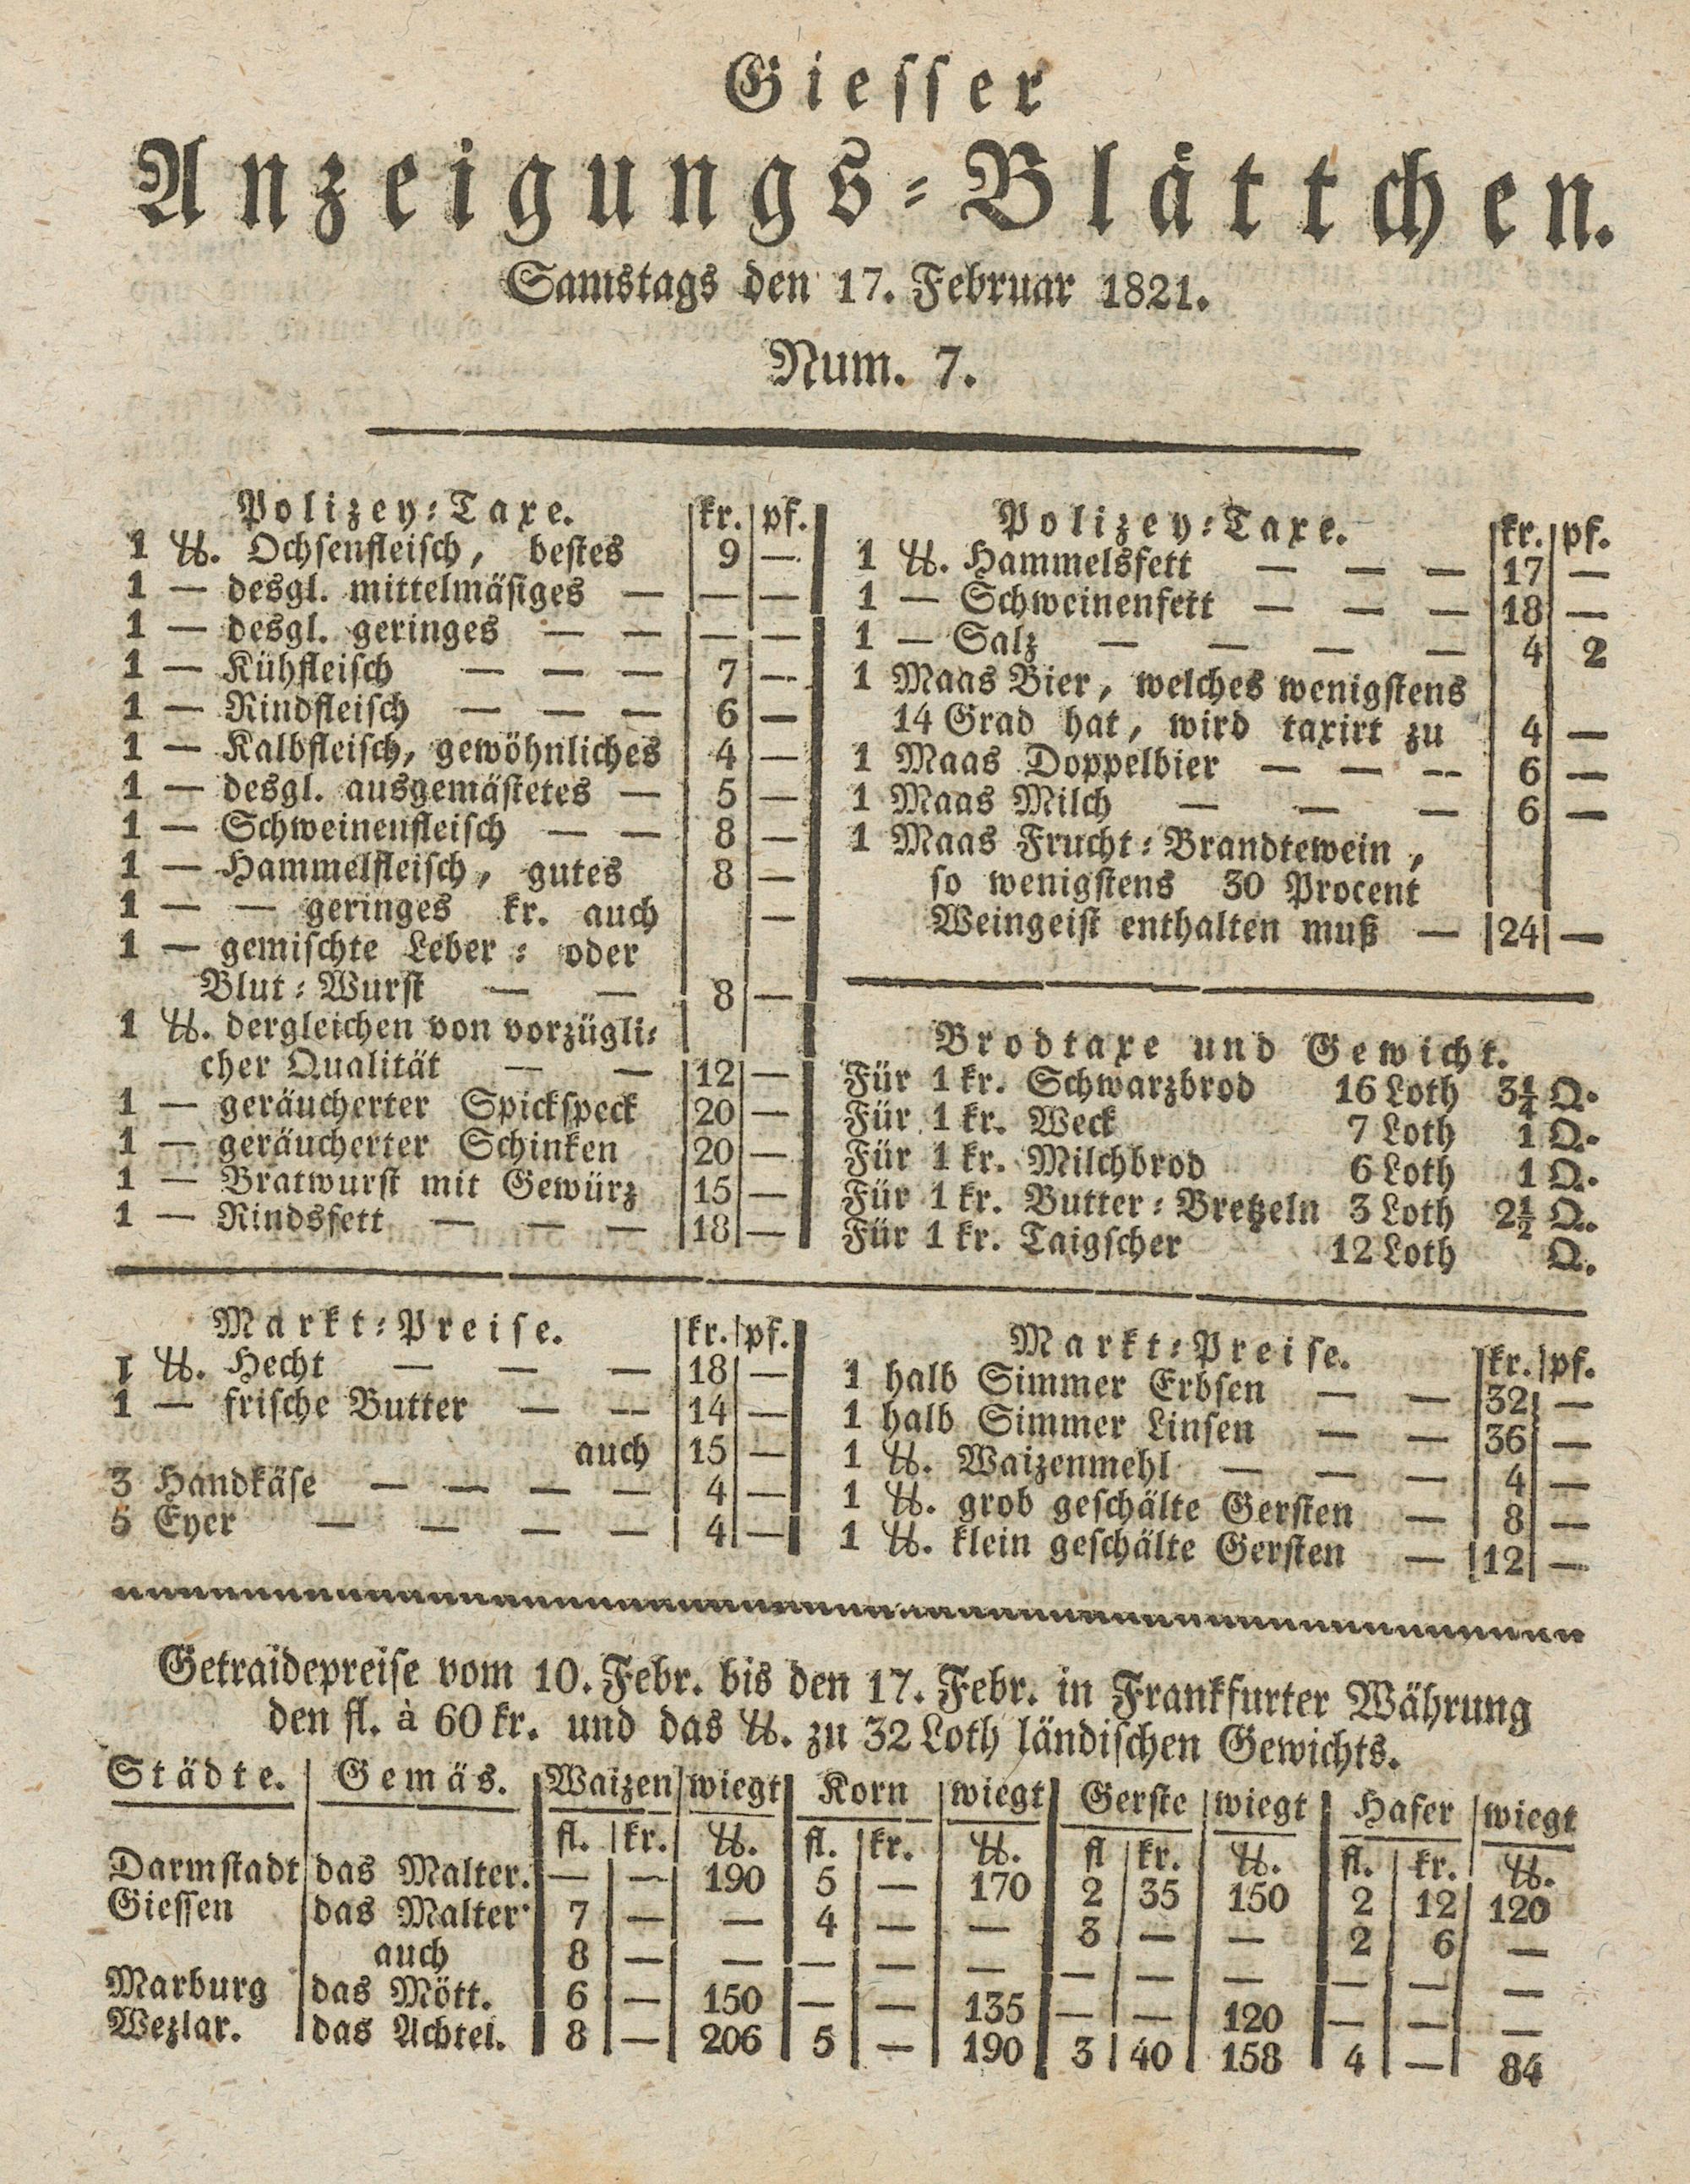 Giesser
Anzeigungs-Blättchen.
Samstags den 17. Februar 1821.
Num. 7.
Polizey-Taxe. kr. pf.
1 ℔. Ochsenfleisch, bestes 9 —
1 — desgl. mittelmäsiges — — —
1 — desgl. geringes — — — —
1 — Kühfleisch — — — 7 —
1 — Rindfleisch — — — 6 —
1 — Kalbfleisch, gewöhnliches 4 —
1 — desgl. ausgemästetes — 5 —
1 — Schweinenfleisch — — 8 —
1 — Hammelfleisch, gutes 8 —
1 — — geringes kr. auch —
1 — gemischte Leber- oder
Blut-Wurst — — 8 —
1 ℔. dergleichen von vorzügli-
cher Qualität — — 12 —
1 — geräucherter Spickspeck 20 —
1 — geräucherter Schinken 20 —
1 — Bratwurst mit Gewürz 15 —
1 — Rindsfett — — — 18 —
Polizey-Taxe. kr. pf.
1 ℔. Hammelsfett — — — 17 —
1 — Schweinenfett — — — 18 —
1 — Salz — — — — 4 2
1 Maas Bier, welches wenigstens
14 Grad hat, wird taxirt zu 4 —
1 Maas Doppelbier — — — 6 —
1 Maas Milch — — — 6 —
1 Maas Frucht-Brandtewein,
so wenigstens 30 Procent
Weingeist enthalten muß — 24 —
Brodtaxe und Gewicht.
Für 1 kr. Schwarzbrod 16 Loth 3¼ Q.
Für 1 kr. Weck 7 Loth 1 Q.
Für 1 kr. Milchbrod 6 Loth 1 Q.
Für 1 kr. Butter-Bretzeln 3 Loth 2½ Q.
Für 1 kr. Taigscher 12 Loth Q.
Markt-Preise. kr. pf.
1 ℔. Hecht — — — 18 —
1 — frische Butter — — 14 —
auch 15 —
3 Handkäse — — — — 4 —
5 Eyer — — — — 4 —
Markt-Preise. kr. pf.
1 halb Simmer Erbsen — — 32 —
1 halb Simmer Linsen — — 36 —
1 ℔. Waizenmehl — — — 4 —
1 ℔. grob geschälte Gersten — 8 —
1 ℔. klein geschälte Gersten — 12 —
Getraidepreise vom 10. Febr. bis den 17. Febr. in Frankfurter Währung
den fl. à 60 kr. und das ℔. zu 32 Loth ländischen Gewichts.
Städte. Gemäs. Waizen wiegt Korn wiegt Gerste wiegt Hafer wiegt
fl. kr. ℔. fl. kr. ℔. fl kr. ℔. fl. kr. ℔.
Darmstadt das Malter. — — 190 5 — 170 2 35 150 2 12 120
Giessen das Malter 7 — — 4 — — 3 — — 2 6 —
auch 8 — — — — — — — — — — —
Marburg das Mött. 6 — 150 — — 135 — — 120 — — —
Wezlar. das Achtel. 8 — 206 5 — 190 3 40 158 4 — 84